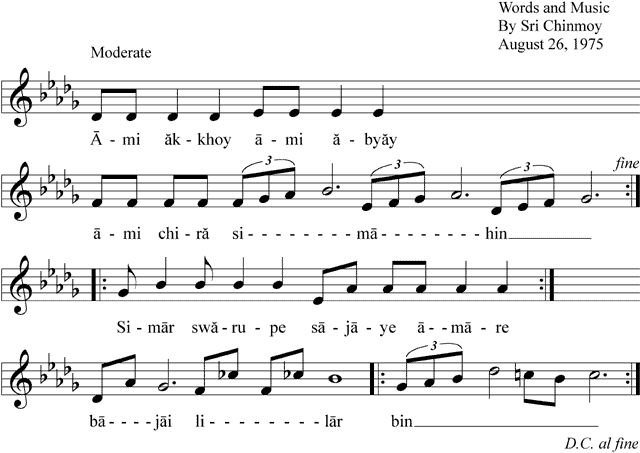 Words and Music
By Sri Chinmoy
August 26, 1975
Moderate
Ā - mi ăk - khoy ā - mi ă - byăy
3 3 3 fine
ā - mi chi - ră si - - - - - - - - - - mā - - - - - - - - - hin
Si - mār swă - ru - pe sā - jā - ye ā - mā - re
3
bā - - - - jāi li - - - - - lār bin
D.C. al fine